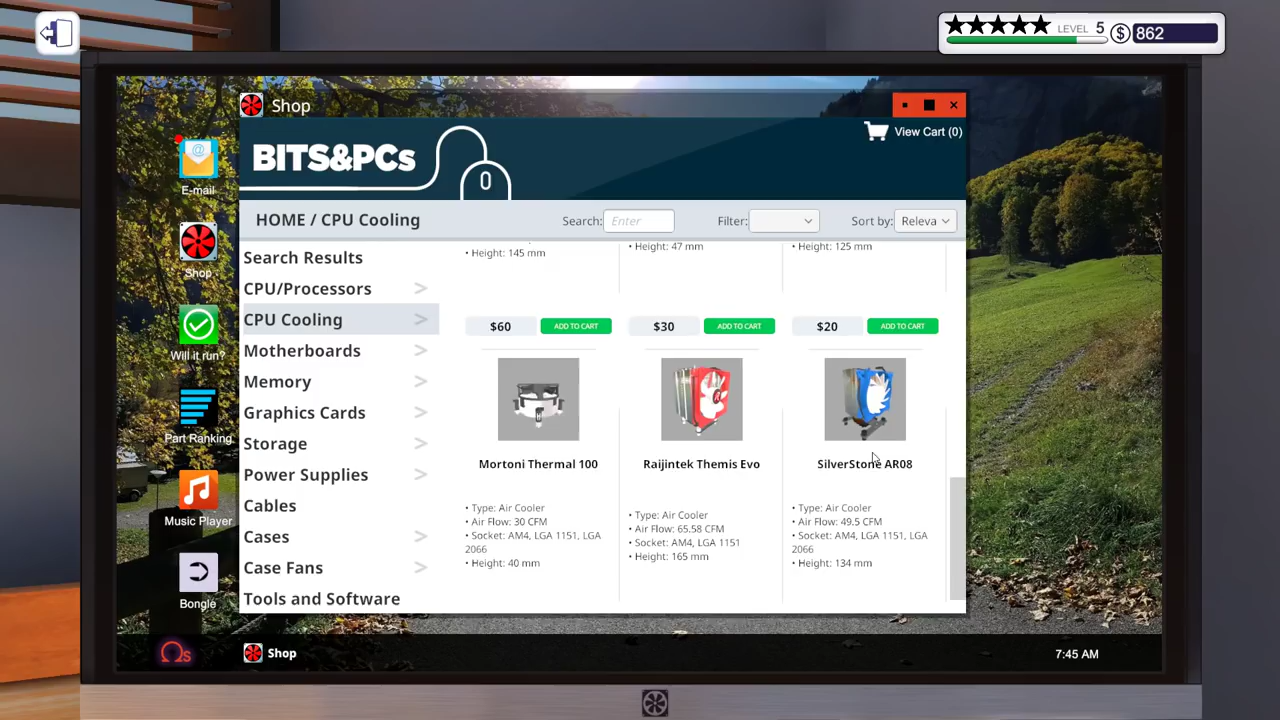 LEVEL 5
$ 862
Shop
View Cart (0)
BITS&PCs
HOME / CPU Cooling
Search:
Enter
Filter:
Sort by:
Releva
E-mail
Shop
Will it run?
Part Ranking
Music Player
Bongle
Search Results
CPU/Processors
CPU Cooling
Motherboards
Memory
Graphics Cards
Storage
Power Supplies
Cables
Cases
Case Fans
Tools and Software
• Height: 145 mm
• Height: 47 mm
• Height: 125 mm
$60
ADD TO CART
$30
ADD TO CART
$20
ADD TO CART
Mortoni Thermal 100
• Type: Air Cooler
• Air Flow: 30 CFM
• Socket: AM4, LGA 1151, LGA
2066
• Height: 40 mm
Raijintek Themis Evo
• Type: Air Cooler
• Air Flow: 65.58 CFM
• Socket: AM4, LGA 1151
• Height: 165 mm
SilverStone AR08
• Type: Air Cooler
• Air Flow: 49.5 CFM
• Socket: AM4, LGA 1151, LGA
2066
• Height: 134 mm
Ωs
Shop
7:45 AM